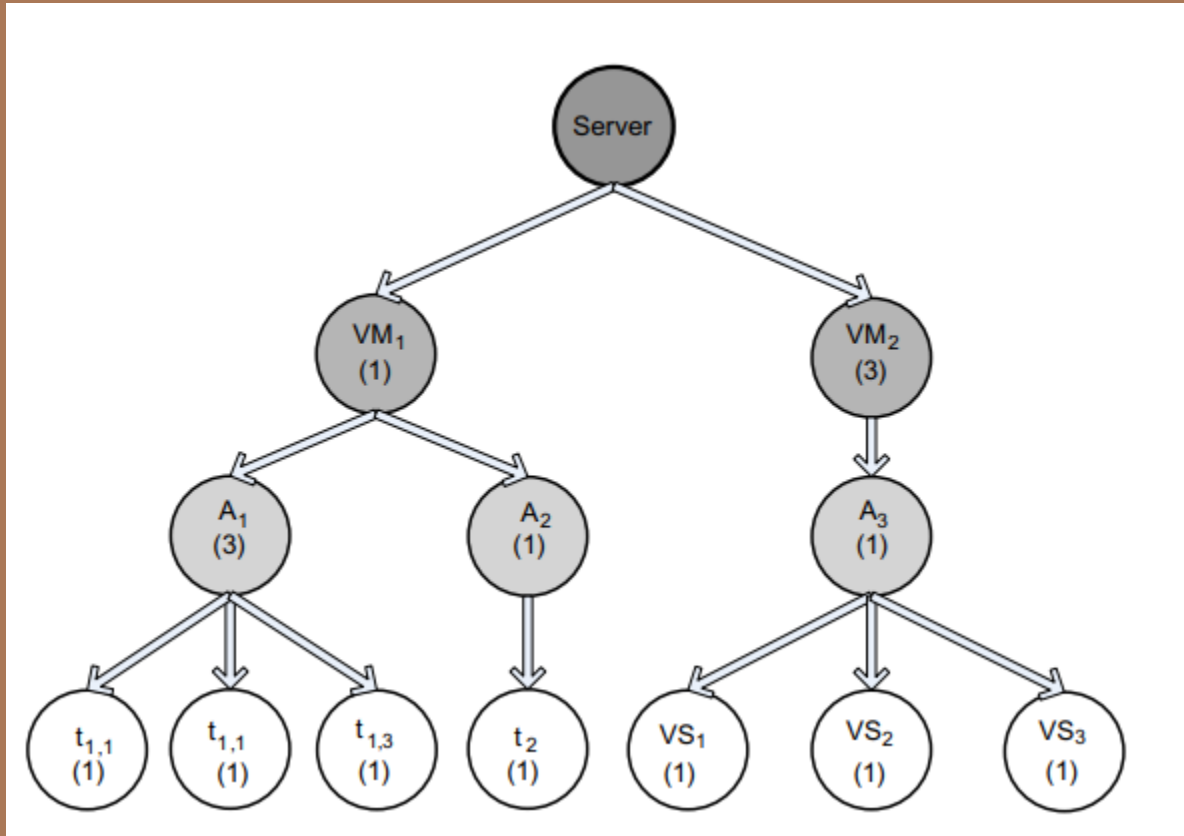 Server
VM1
(1)
VM2
(3)
A1
(3)
A2
(1)
A3
(1)
t1,1
(1)
t1,1
(1)
t1,3
(1)
t2
(1)
VS1
(1)
VS2
(1)
VS3
(1)